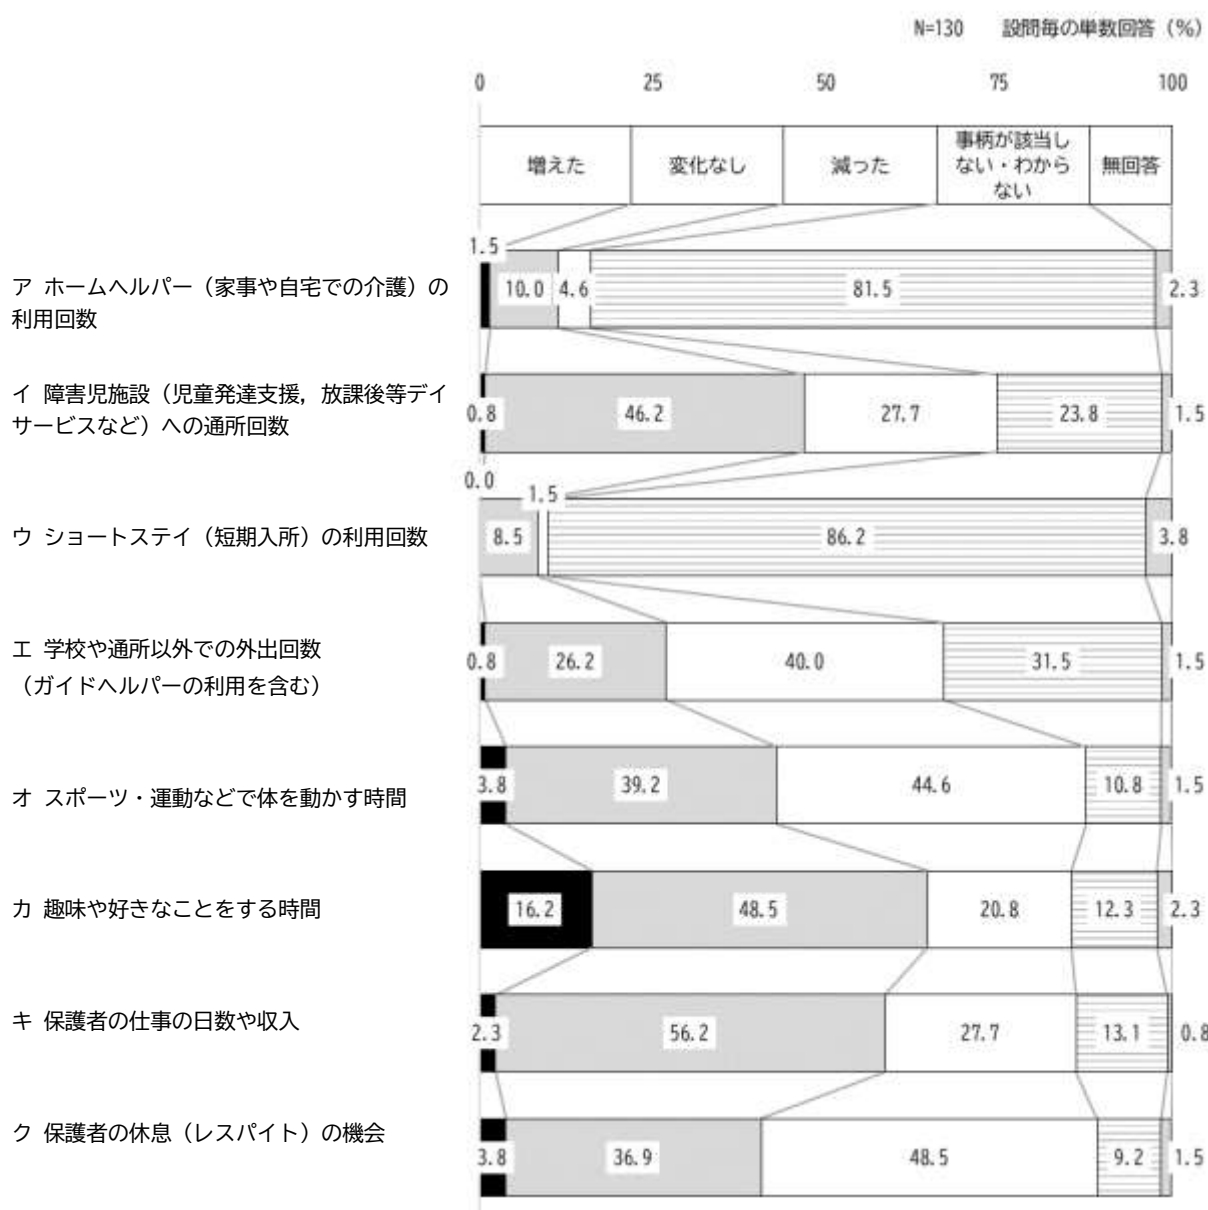 N=130 設問毎の単数回答（%）
0 25 50 75 100
増えた 変化なし 減った 事柄が該当し
ない・わから
ない 無回答
ア ホームヘルパー（家事や自宅での介護）の
利用回数
1.5 10.0 4.6 81.5 2.3
イ 障害児施設（児童発達支援，放課後等デイ
サービスなど）への通所回数
0.8 46.2 27.7 23.8 1.5
ウ ショートステイ（短期入所）の利用回数
0.0 8.5 1.5 86.2 3.8
エ 学校や通所以外での外出回数
（ガイドヘルパーの利用を含む）
0.8 26.2 40.0 31.5 1.5
オ スポーツ・運動などで体を動かす時間
3.8 39.2 44.6 10.8 1.5
カ 趣味や好きなことをする時間
16.2 48.5 20.8 12.3 2.3
キ 保護者の仕事の日数や収入
2.3 56.2 27.7 13.1 0.8
ク 保護者の休息（レスパイト）の機会
3.8 36.9 48.5 9.2 1.5